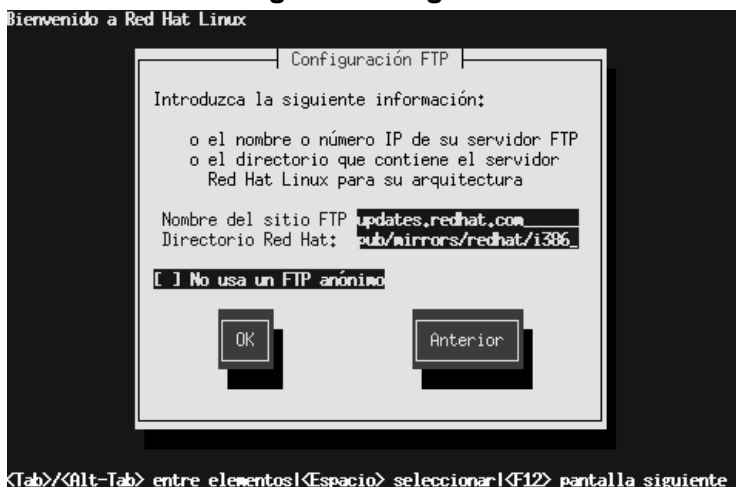 Bienvenido a Red Hat Linux
Configuración FTP
Introduzca la siguiente información:
o el nombre o número IP de su servidor FTP
o el directorio que contiene el servidor
Red Hat Linux para su arquitectura
Nombre del sitio FTP updates.redhat.com______
Directorio Red Hat: pub/mirrors/redhat/i386_
[ ] No usa un FTP anónimo
OK Anterior
<Tab>/<Alt-Tab> entre elementos|<Espacio> seleccionar|<F12> pantalla siguiente